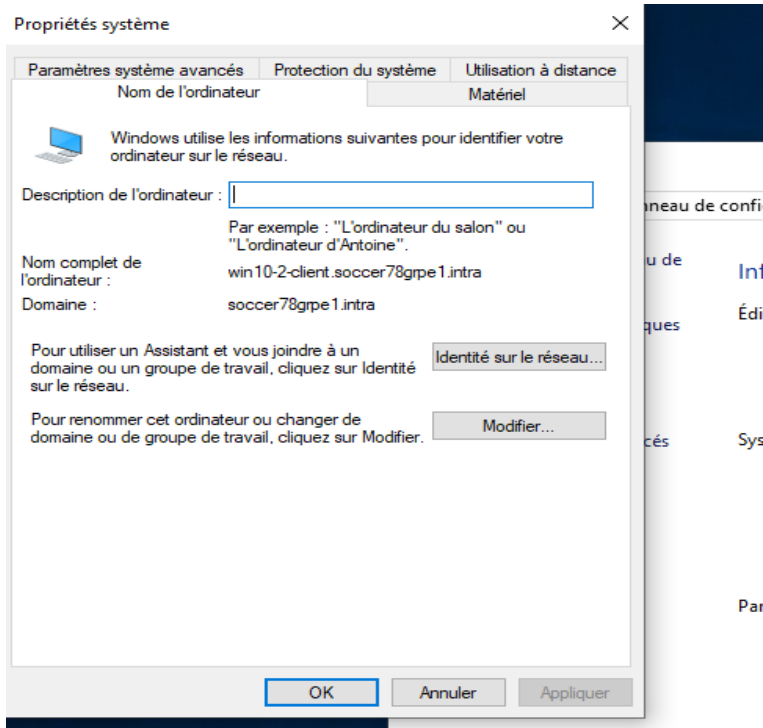 Propriétés système
Paramètres système avancés
Protection du système
Utilisation à distance
Nom de l'ordinateur
Matériel
Windows utilise les informations suivantes pour identifier votre
ordinateur sur le réseau.
Description de l'ordinateur :
Par exemple : "L'ordinateur du salon" ou
"L'ordinateur d'Antoine".
Nom complet de
l'ordinateur :
win10-2-client.soccer78grpe1.intra
Domaine :
soccer78grpe1.intra
Pour utiliser un Assistant et vous joindre à un
domaine ou un groupe de travail, cliquez sur Identité
sur le réseau.
Identité sur le réseau...
Pour renommer cet ordinateur ou changer de
domaine ou de groupe de travail, cliquez sur Modifier.
Modifier...
OK
Annuler
Appliquer
nneau de confi
u de
Inf
Édi
ques
cés
Sys
Par